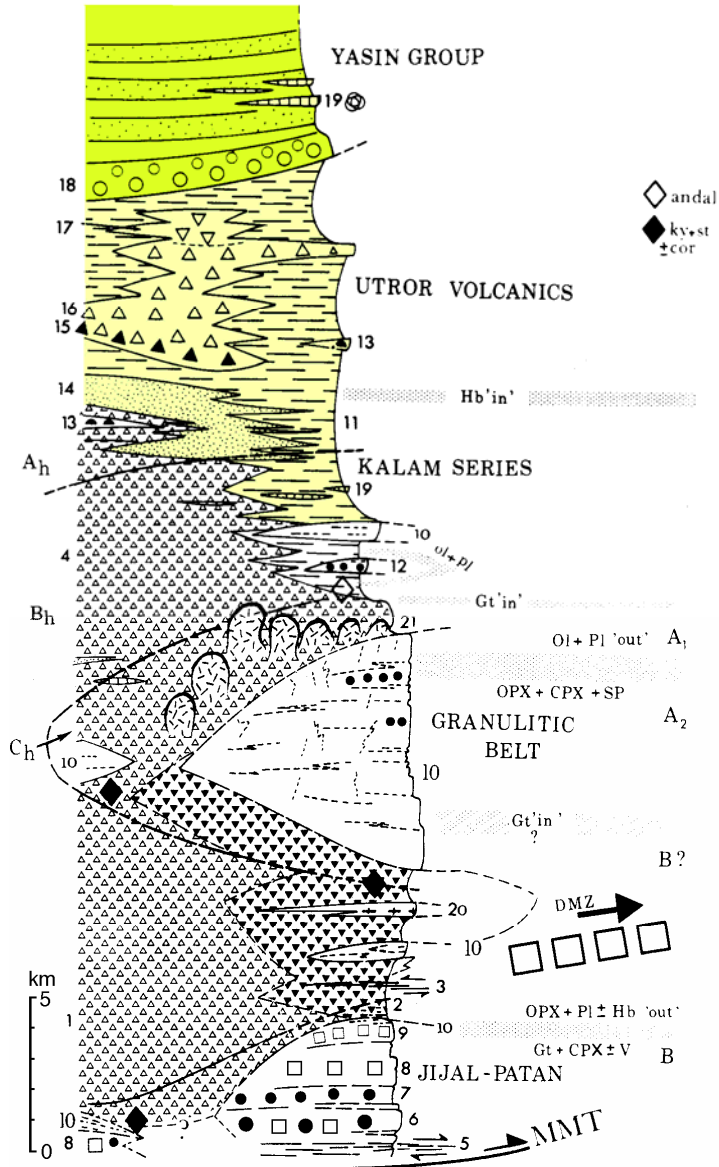 YASIN GROUP
19
18
andal
17
ky+st
±cor
UTROR VOLCANICS
16
15
13
14
Hb'in'
13
11
Ah
KALAM SERIES
19
10
ol+pl
4
12
Gt'in'
Bh
21
Ol+Pl 'out' A1
OPX+CPX+SP
GRANULITIC A2
BELT
Ch
10
10
Gt'in'
?
B?
20
DMZ
10
km
5
3
2
OPX+Pl±Hb 'out'
1
10
9
Gt+CPX±V B
8 JIJAL-PATAN
7
10
6
8
5
MMT
0